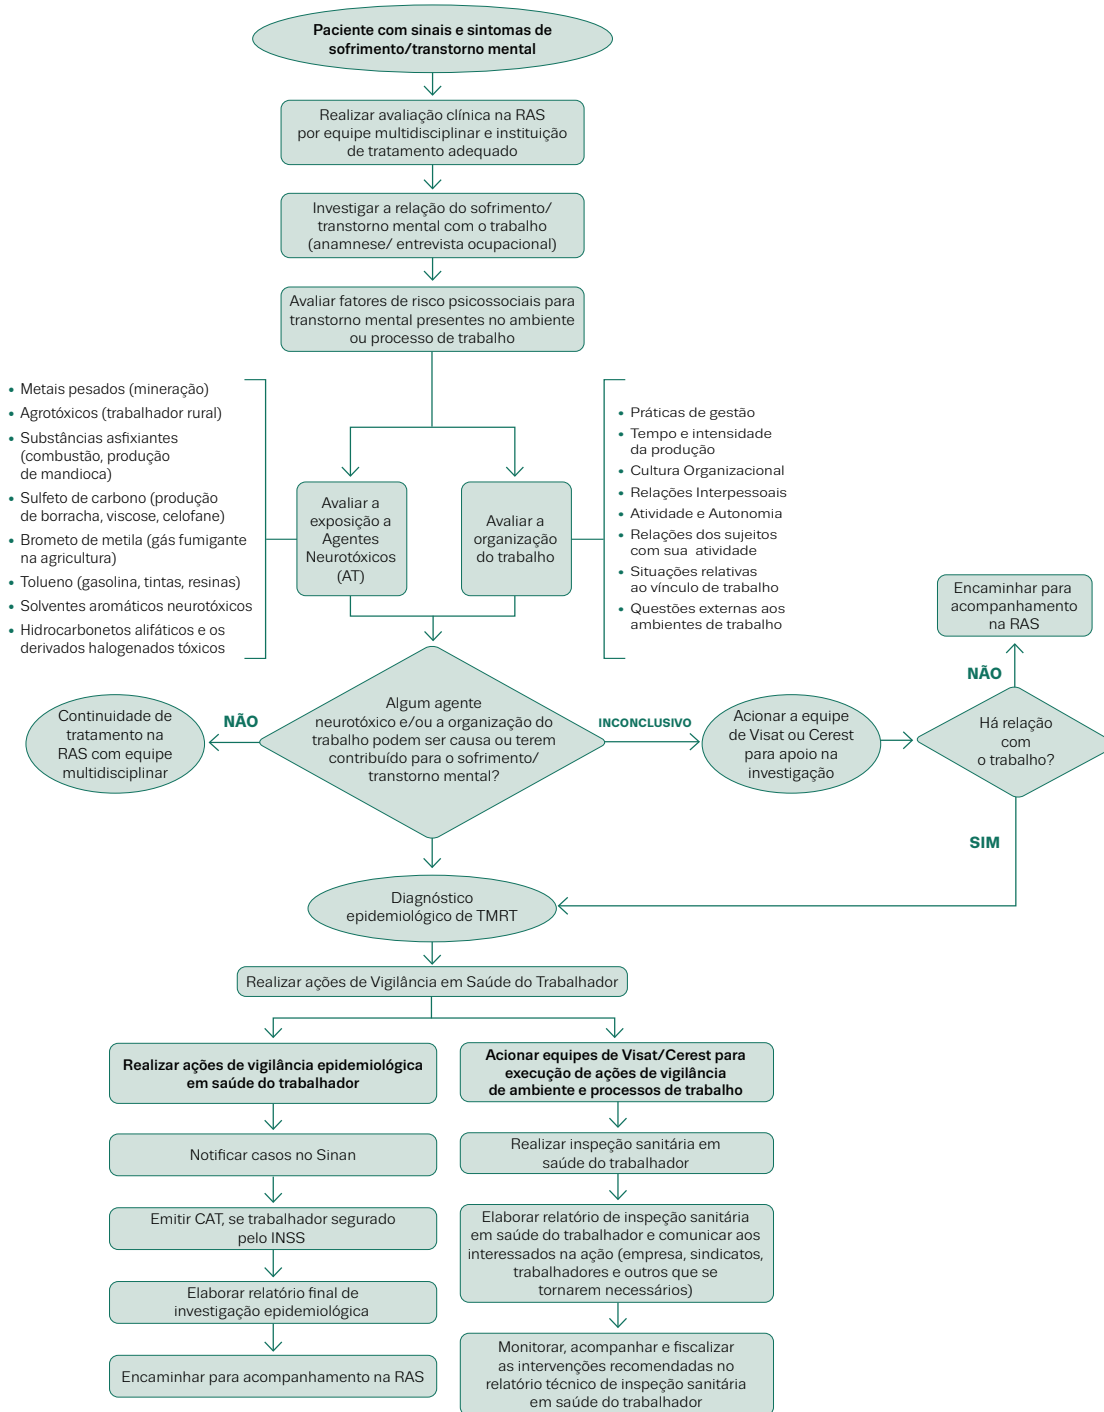 Paciente com sinais e sintomas de
sofrimento/transtorno mental
Realizar avaliação clínica na RAS
por equipe multidisciplinar e instituição
de tratamento adequado
Investigar a relação do sofrimento/
transtorno mental com o trabalho
(anamnese/ entrevista ocupacional)
Avaliar fatores de risco psicossociais para
transtorno mental presentes no ambiente
ou processo de trabalho
• Metais pesados (mineração)
• Agrotóxicos (trabalhador rural)
• Substâncias asfixiantes
(combustão, produção
de mandioca)
• Sulfeto de carbono (produção
de borracha, viscose, celofane)
• Brometo de metila (gás fumigante
na agricultura)
• Tolueno (gasolina, tintas, resinas)
• Solventes aromáticos neurotóxicos
• Hidrocarbonetos alifáticos e os
derivados halogenados tóxicos
Avaliar a
exposição a
Agentes
Neurotóxicos
(AT)
Avaliar a
organização
do trabalho
• Práticas de gestão
• Tempo e intensidade
da produção
• Cultura Organizacional
• Relações Interpessoais
• Atividade e Autonomia
• Relações dos sujeitos
com sua atividade
• Situações relativas
ao vínculo de trabalho
• Questões externas aos
ambientes de trabalho
Algum agente
neurotóxico e/ou a organização do
trabalho podem ser causa ou terem
contribuído para o sofrimento/
transtorno mental?
NÃO
Continuidade de
tratamento na
RAS com equipe
multidisciplinar
INCONCLUSIVO
Acionar a equipe
de Visat ou Cerest
para apoio na
investigação
Há relação
com
o trabalho?
NÃO
Encaminhar para
acompanhamento
na RAS
SIM
Diagnóstico
epidemiológico de TMRT
Realizar ações de Vigilância em Saúde do Trabalhador
Realizar ações de vigilância epidemiológica
em saúde do trabalhador
Notificar casos no Sinan
Emitir CAT, se trabalhador segurado
pelo INSS
Elaborar relatório final de
investigação epidemiológica
Encaminhar para acompanhamento na RAS
Acionar equipes de Visat/Cerest para
execução de ações de vigilância
de ambiente e processos de trabalho
Realizar inspeção sanitária em
saúde do trabalhador
Elaborar relatório de inspeção sanitária
em saúde do trabalhador e comunicar aos
interessados na ação (empresa, sindicatos,
trabalhadores e outros que se
tornarem necessários)
Monitorar, acompanhar e fiscalizar
as intervenções recomendadas no
relatório técnico de inspeção sanitária
em saúde do trabalhador